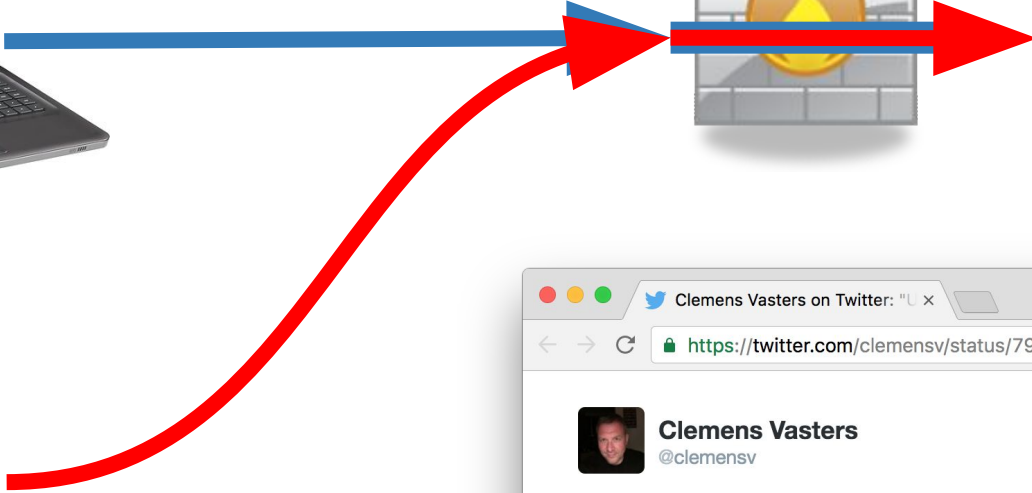 Clemens Vasters on Twitter: "U
https://twitter.com/clemensv/status/79
Clemens Vasters
@clemensv